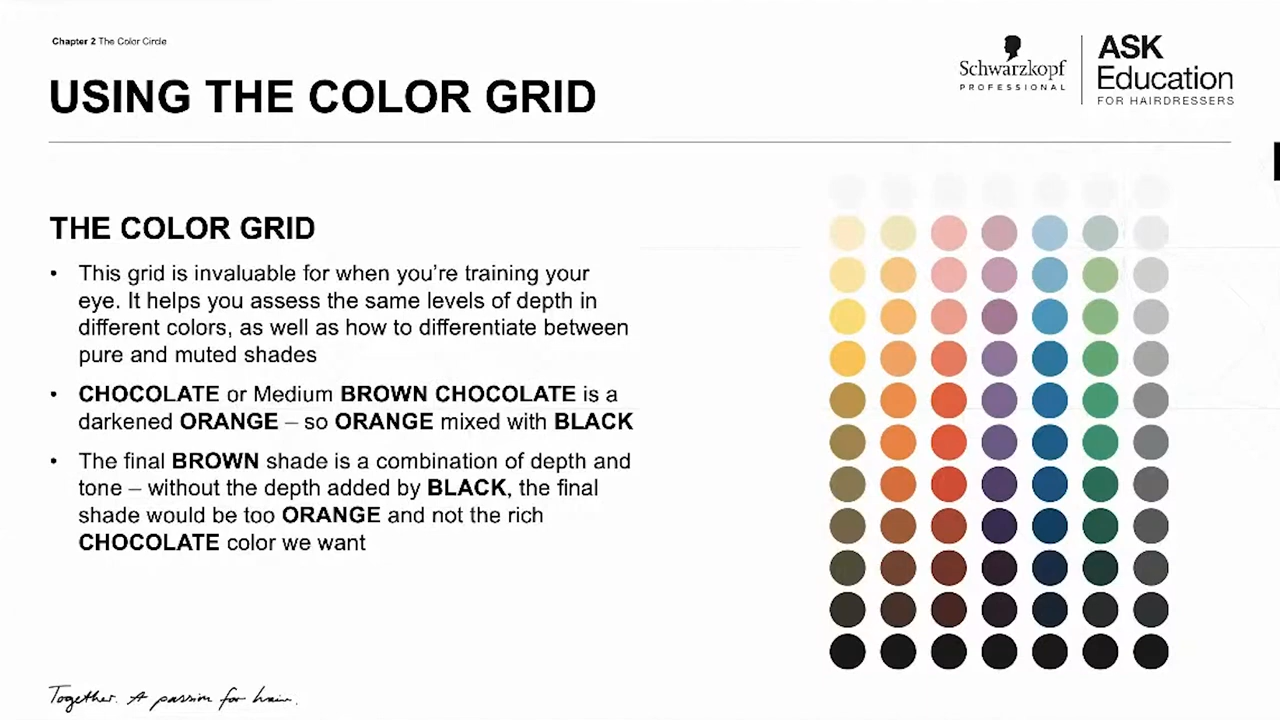 Chapter 2 The Color Circle
USING THE COLOR GRID
Schwarzkopf
PROFESSIONAL
ASK
Education
FOR HAIRDRESSERS
THE COLOR GRID
• This grid is invaluable for when you’re training your
eye. It helps you assess the same levels of depth in
different colors, as well as how to differentiate between
pure and muted shades
• CHOCOLATE or Medium BROWN CHOCOLATE is a
darkened ORANGE – so ORANGE mixed with BLACK
• The final BROWN shade is a combination of depth and
tone – without the depth added by BLACK, the final
shade would be too ORANGE and not the rich
CHOCOLATE color we want
Together. A passion for hair.